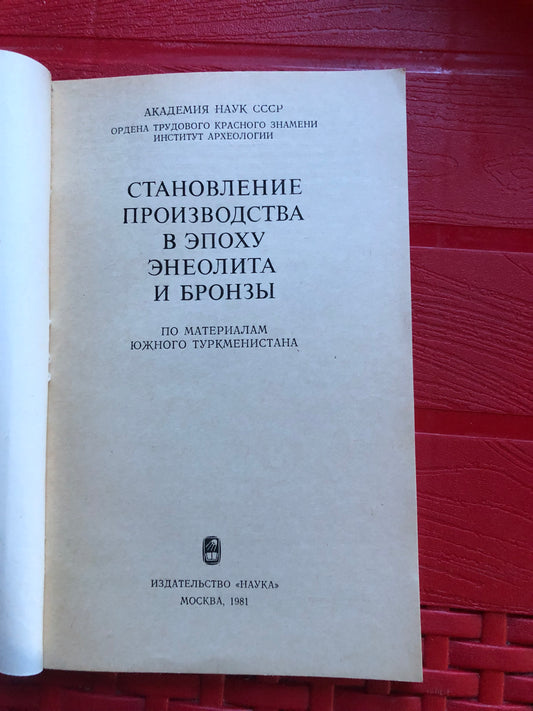 АКАДЕМИЯ НАУК СССР
ОРДЕНА ТРУДОВОГО КРАСНОГО ЗНАМЕНИ
ИНСТИТУТ АРХЕОЛОГИИ
СТАНОВЛЕНИЕ
ПРОИЗВОДСТВА
В ЭПОХУ
ЭНЕОЛИТА
И БРОНЗЫ
ПО МАТЕРИАЛАМ
ЮЖНОГО ТУРКМЕНИСТАНА
ИЗДАТЕЛЬСТВО «НАУКА»
МОСКВА, 1981